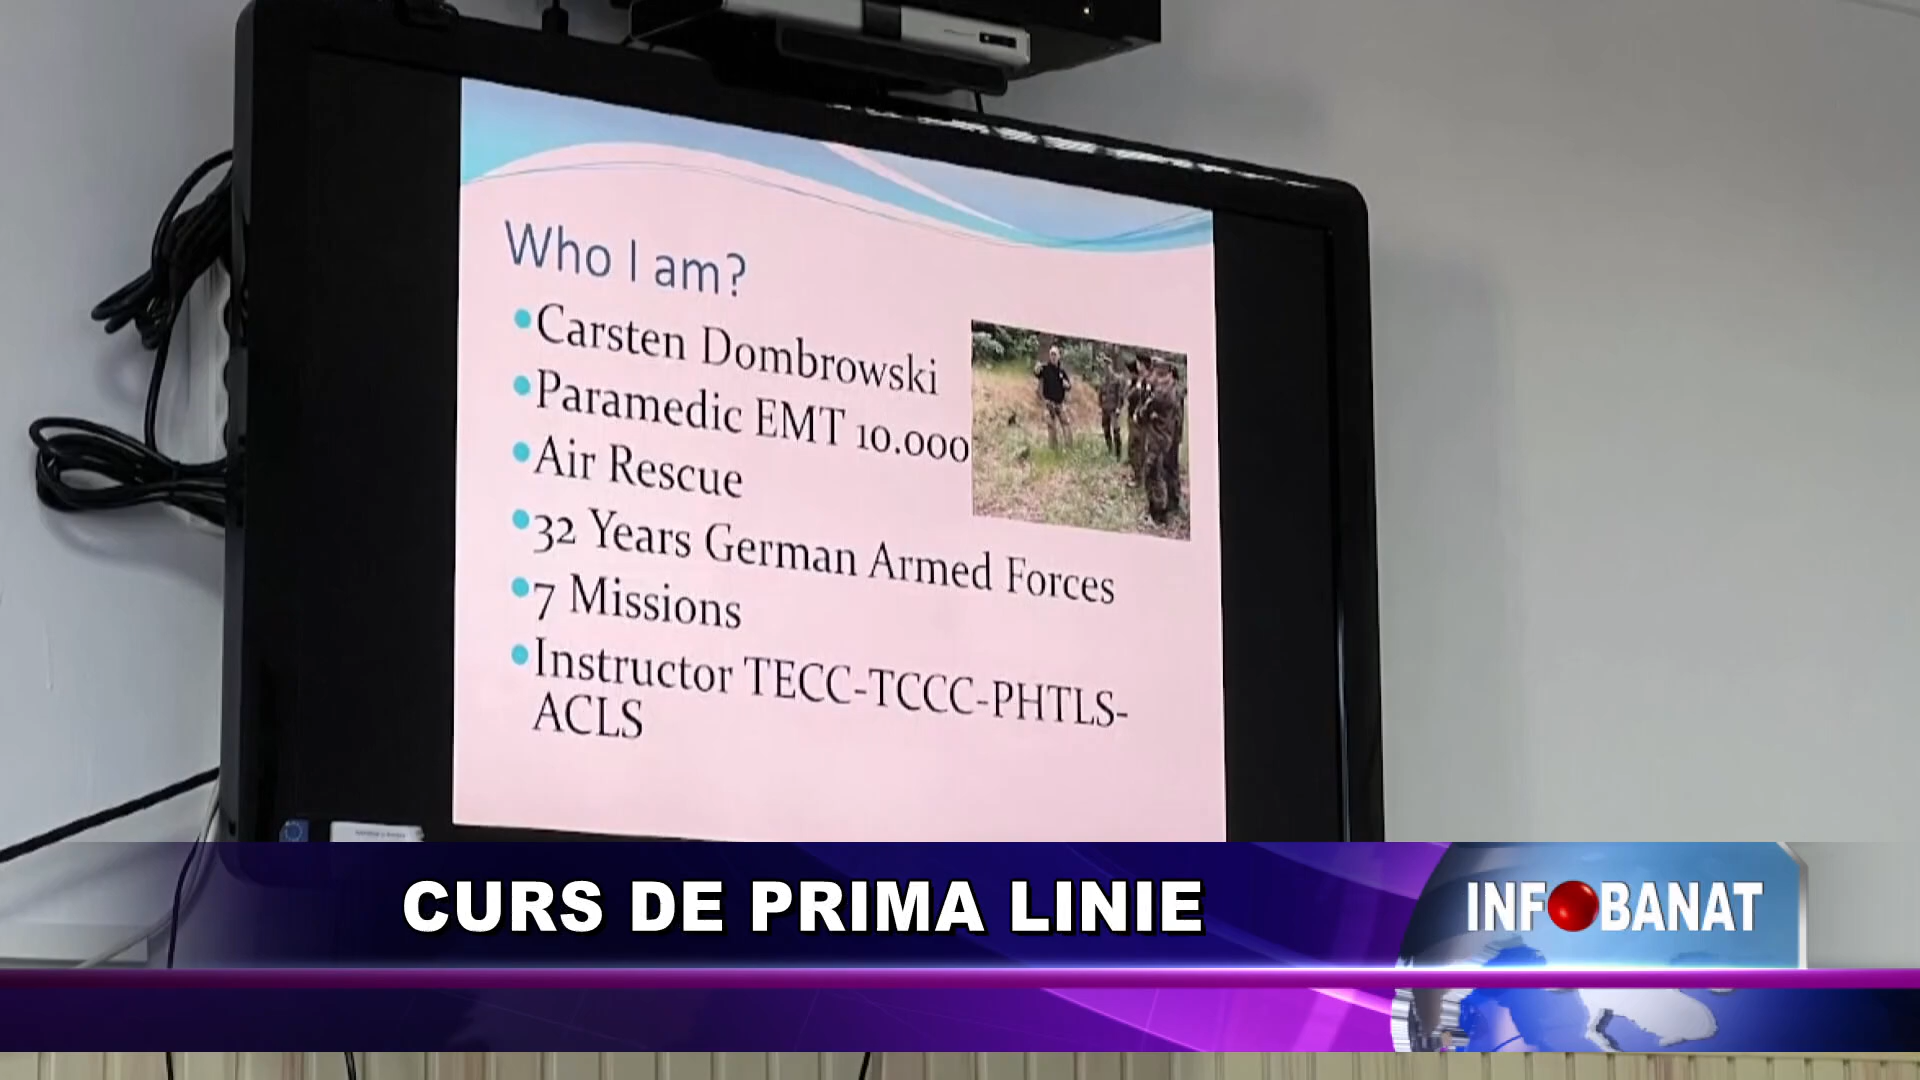 Who I am?
•Carsten Dombrowski
•Paramedic EMT 10.000
•Air Rescue
•32 Years German Armed Forces
•7 Missions
•Instructor TECC-TCCC-PHTLS-
ACLS
CURS DE PRIMA LINIE
INFOBANAT